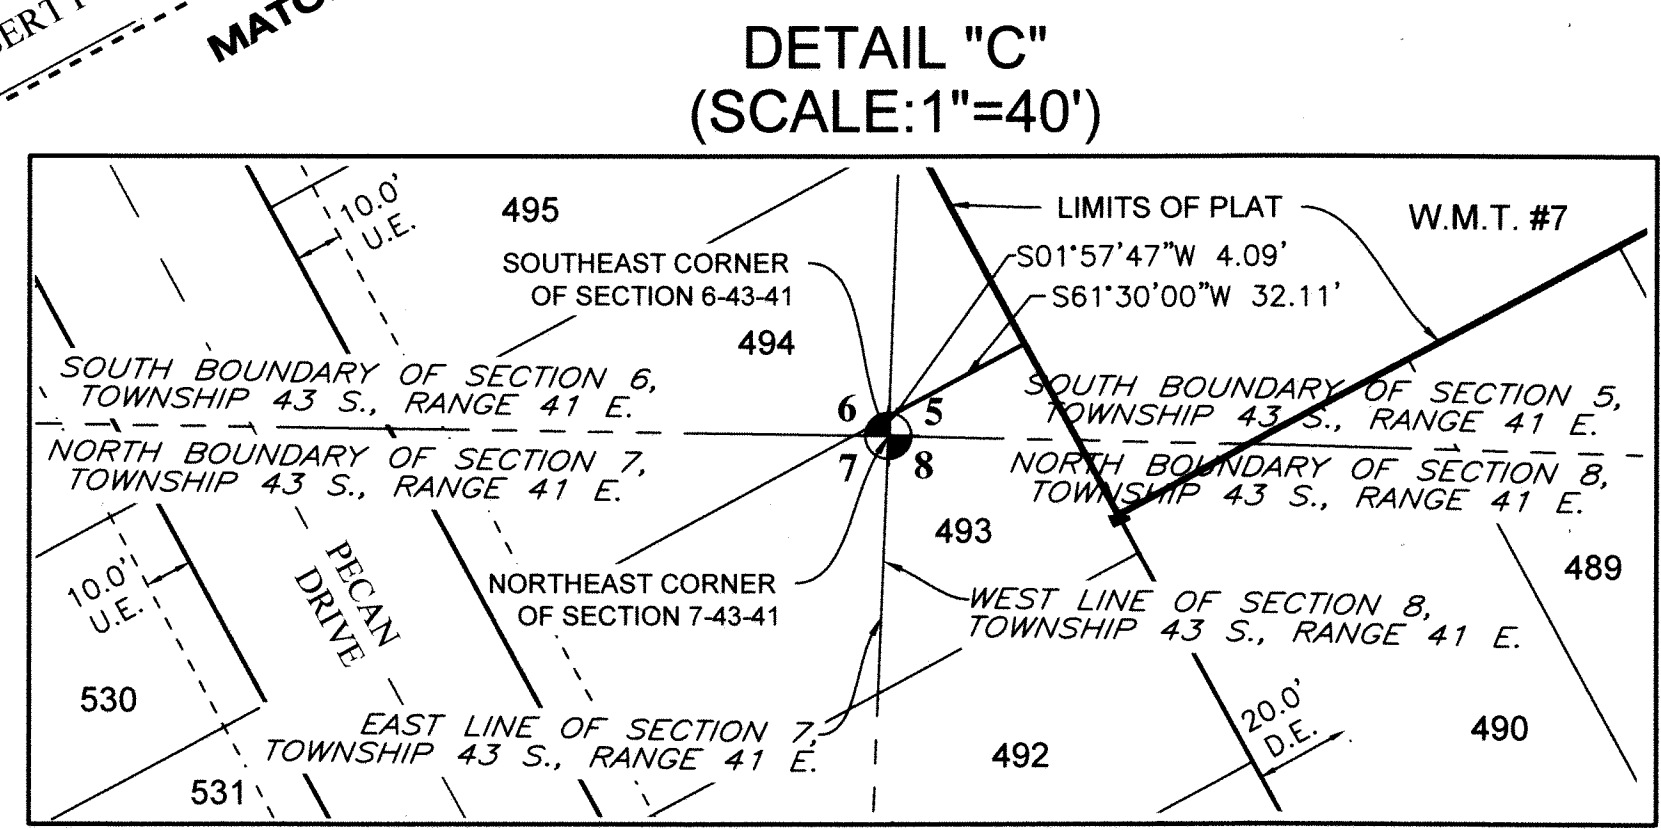 MATC
DETAIL "C"
(SCALE:1"=40')
10.0'
U.E.
495
LIMITS OF PLAT
W.M.T. #7
SOUTHEAST CORNER
OF SECTION 6-43-41
S01°57'47"W 4.09'
S61°30'00"W 32.11'
494
SOUTH BOUNDARY OF SECTION 6,
TOWNSHIP 43 S., RANGE 41 E.
6
5
SOUTH BOUNDARY OF SECTION 5,
TOWNSHIP 43 S., RANGE 41 E.
NORTH BOUNDARY OF SECTION 7,
TOWNSHIP 43 S., RANGE 41 E.
7
8
NORTH BOUNDARY OF SECTION 8,
TOWNSHIP 43 S., RANGE 41 E.
493
489
10.0'
U.E.
PECAN
DRIVE
NORTHEAST CORNER
OF SECTION 7-43-41
WEST LINE OF SECTION 8,
TOWNSHIP 43 S., RANGE 41 E.
530
EAST LINE OF SECTION 7,
TOWNSHIP 43 S., RANGE 41 E.
20.0'
D.E.
490
492
531